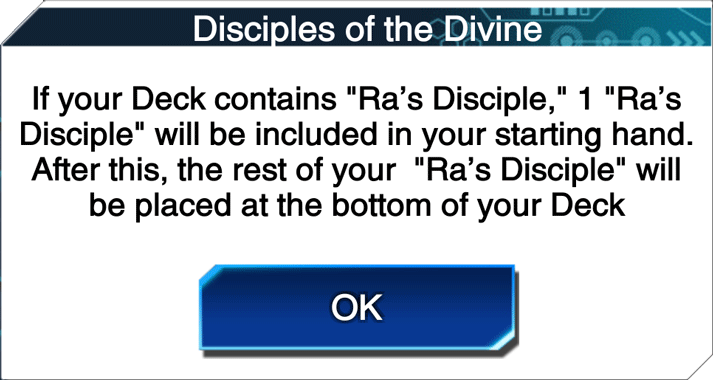 Disciples of the Divine
If your Deck contains "Ra’s Disciple," 1 "Ra’s
Disciple" will be included in your starting hand.
After this, the rest of your  "Ra’s Disciple" will
be placed at the bottom of your Deck
OK